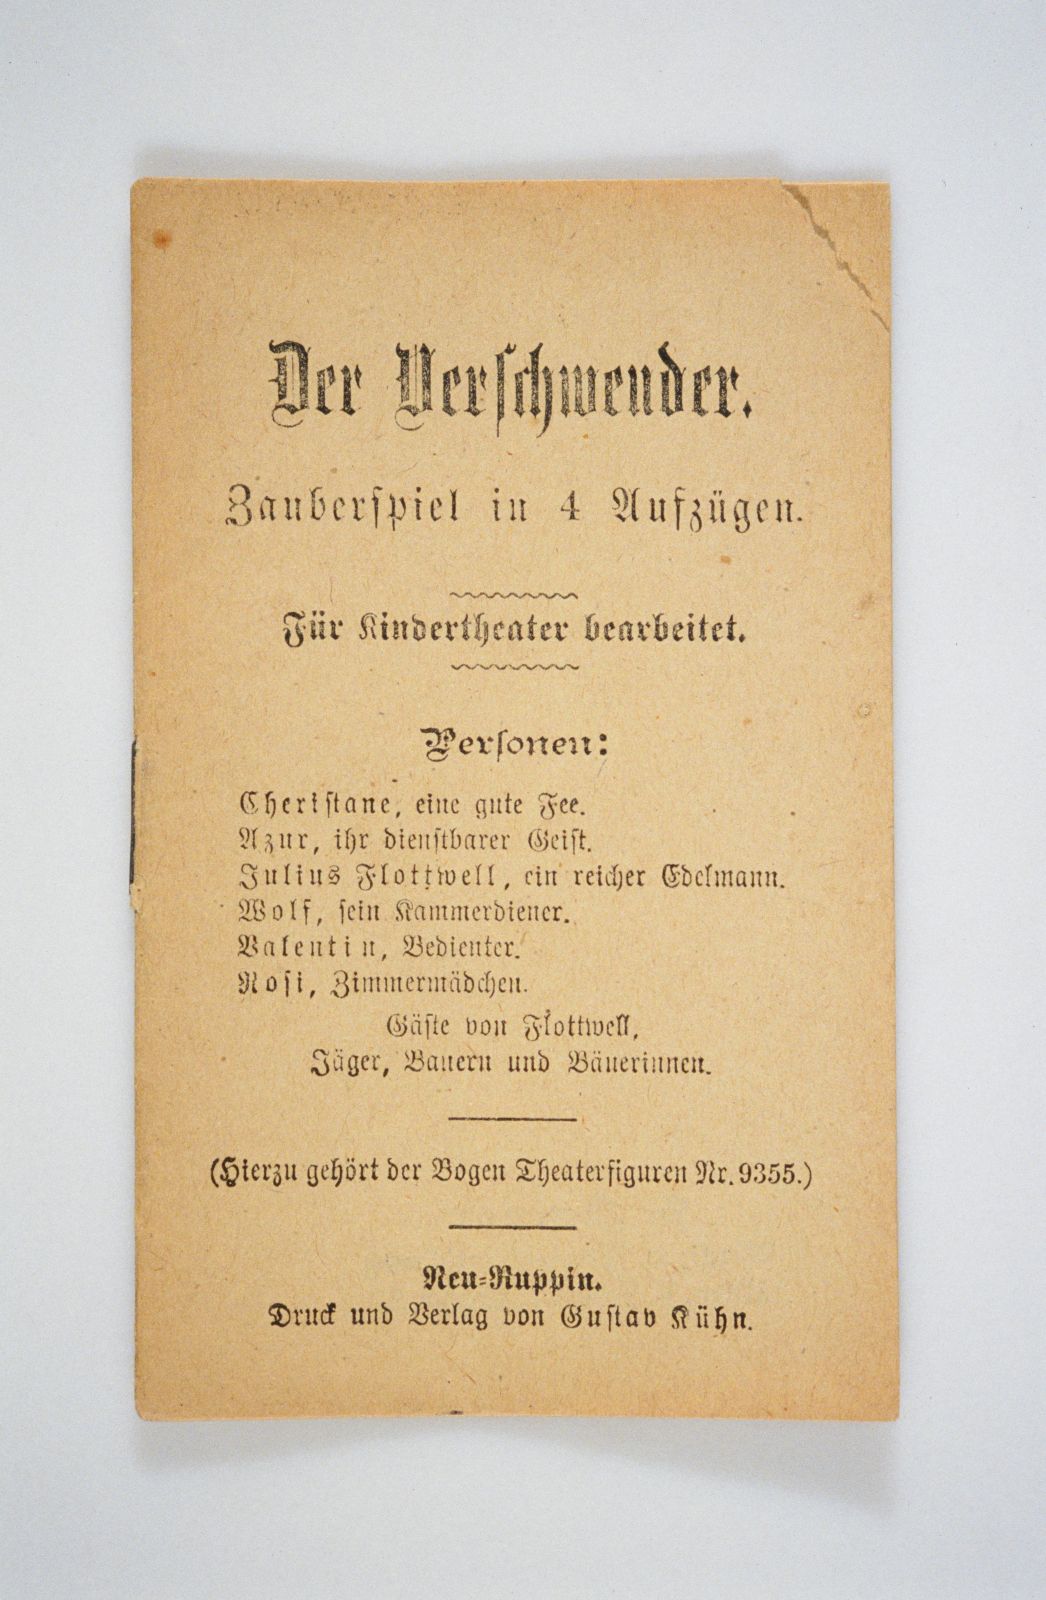 Der Verschwender.
Zauberspiel in 4 Aufzügen.
Für Kindertheater bearbeitet.
Personen:
Cheristane, eine gute Fee.
Azur, ihr dienstbarer Geist.
Julius Flottwell, ein reicher Edelmann.
Wolf, sein Kammerdiener.
Valentin, Bedienter.
Rosi, Zimmermädchen.
Gäste von Flottwell,
Jäger, Bauern und Bäuerinnen.
(Hierzu gehört der Bogen Theaterfiguren Nr. 9355.)
Neu-Ruppin.
Druck und Verlag von Gustav Kühn.